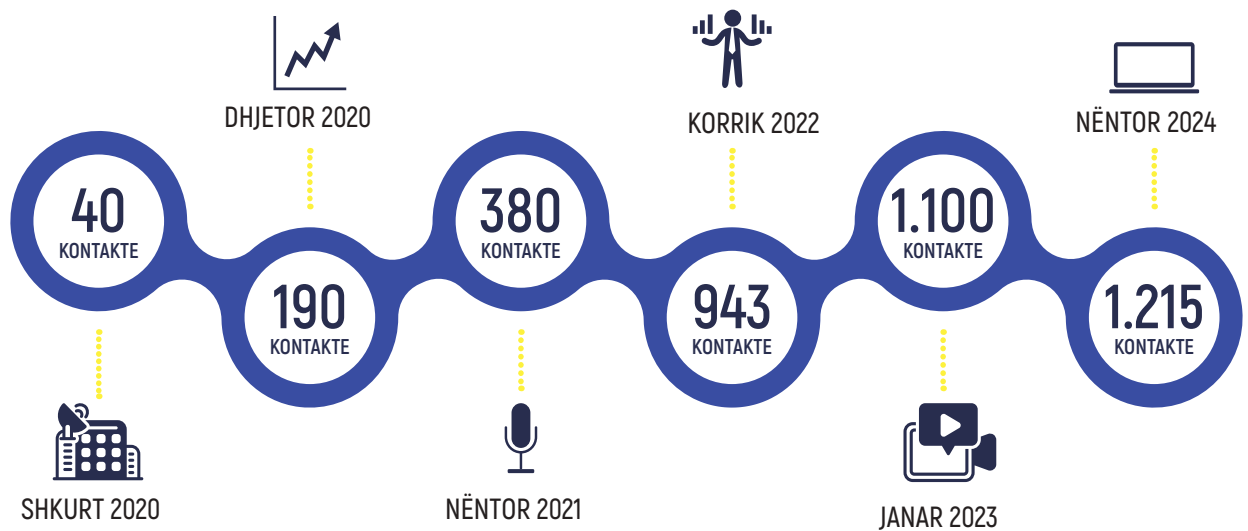 40
KONTAKTE
SHKURT 2020
DHJETOR 2020
190
KONTAKTE
380
KONTAKTE
NËNTOR 2021
KORRIK 2022
943
KONTAKTE
1.100
KONTAKTE
JANAR 2023
NËNTOR 2024
1.215
KONTAKTE